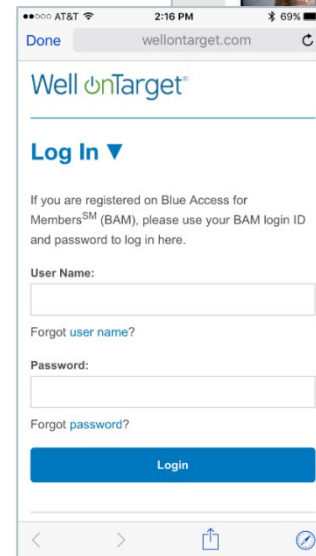 AT&T 2:16 PM 69%
Done wellontarget.com
Well onTarget®
Log In ▼
If you are registered on Blue Access for
Members℠ (BAM), please use your BAM login ID
and password to log in here.
User Name:
Forgot user name?
Password:
Forgot password?
Login